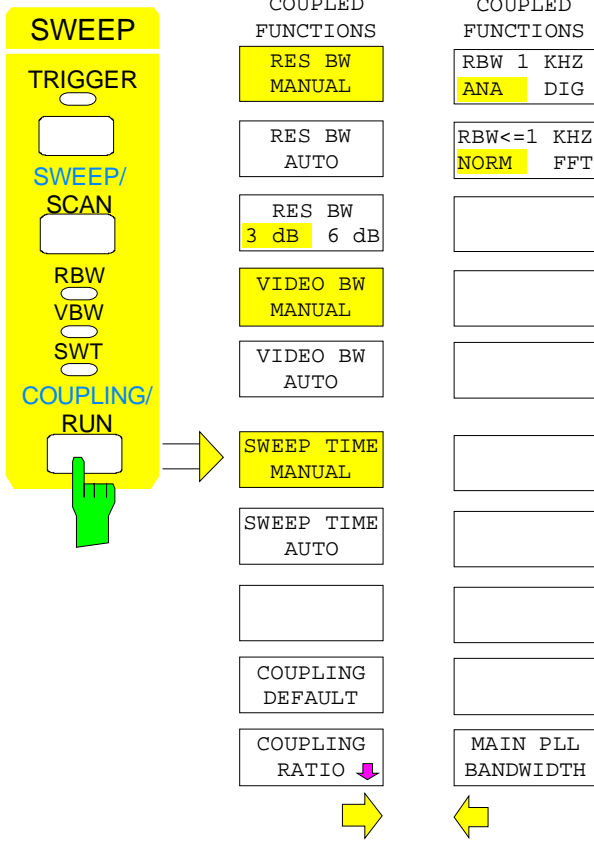 SWEEP
TRIGGER
SWEEP/
SCAN
RBW
VBW
SWT
COUPLING/
RUN
COUPLED
FUNCTIONS
RES BW
MANUAL
RES BW
AUTO
RES BW
3 dB 6 dB
VIDEO BW
MANUAL
VIDEO BW
AUTO
SWEEP TIME
MANUAL
SWEEP TIME
AUTO
COUPLING
DEFAULT
COUPLING
RATIO
COUPLED
FUNCTIONS
RBW 1 KHZ
ANA DIG
RBW<=1 KHZ
NORM FFT
MAIN PLL
BANDWIDTH